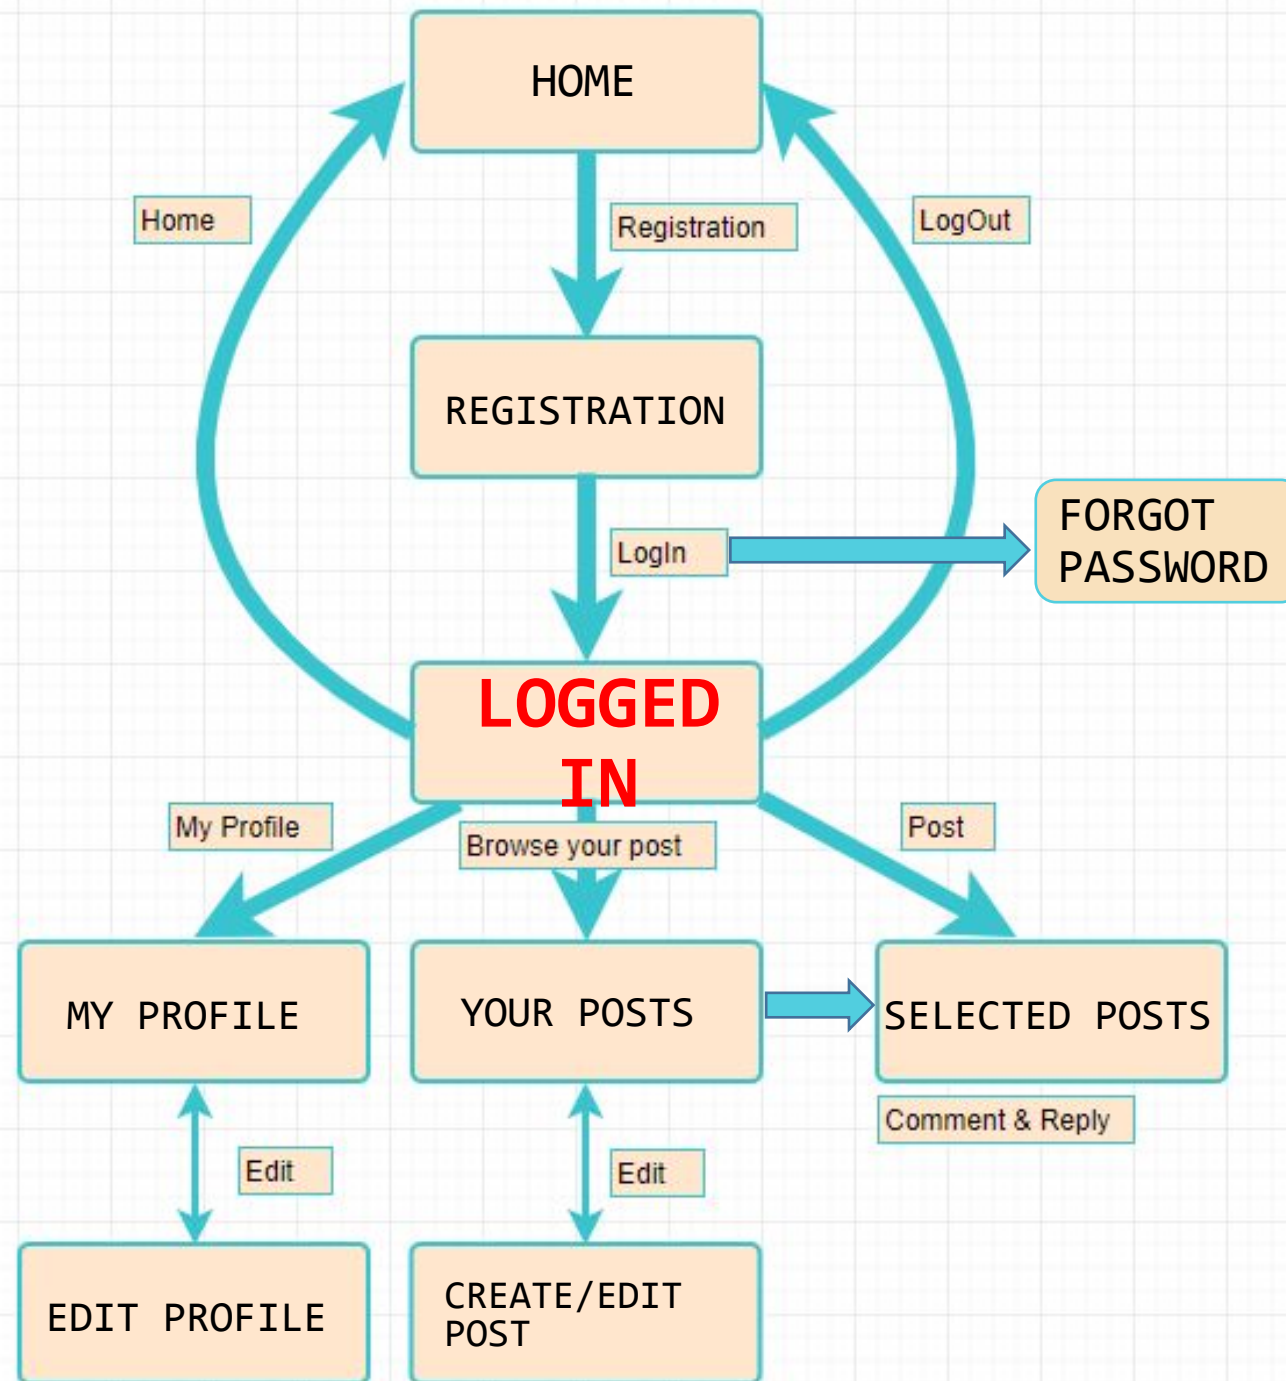 HOME
Home
Registration
LogOut
REGISTRATION
LogIn
FORGOT
PASSWORD
LOGGED
IN
My Profile
Browse your post
Post
MY PROFILE
YOUR POSTS
SELECTED POSTS
Comment & Reply
Edit
Edit
EDIT PROFILE
CREATE/EDIT
POST